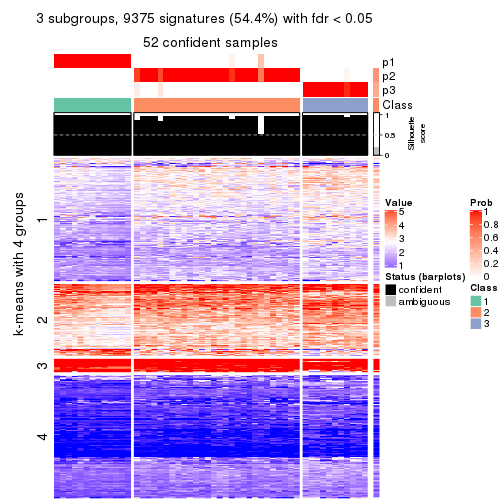 3 subgroups, 9375 signatures (54.4%) with fdr < 0.05
52 confident samples
p1
p2
p3
Class
1
0.5
0
Silhouette
score
k-means with 4 groups
1
2
3
4
Value
5
4
3
2
1
Status (barplots)
confident
ambiguous
Prob
1
0.8
0.6
0.4
0.2
0
Class
1
2
3